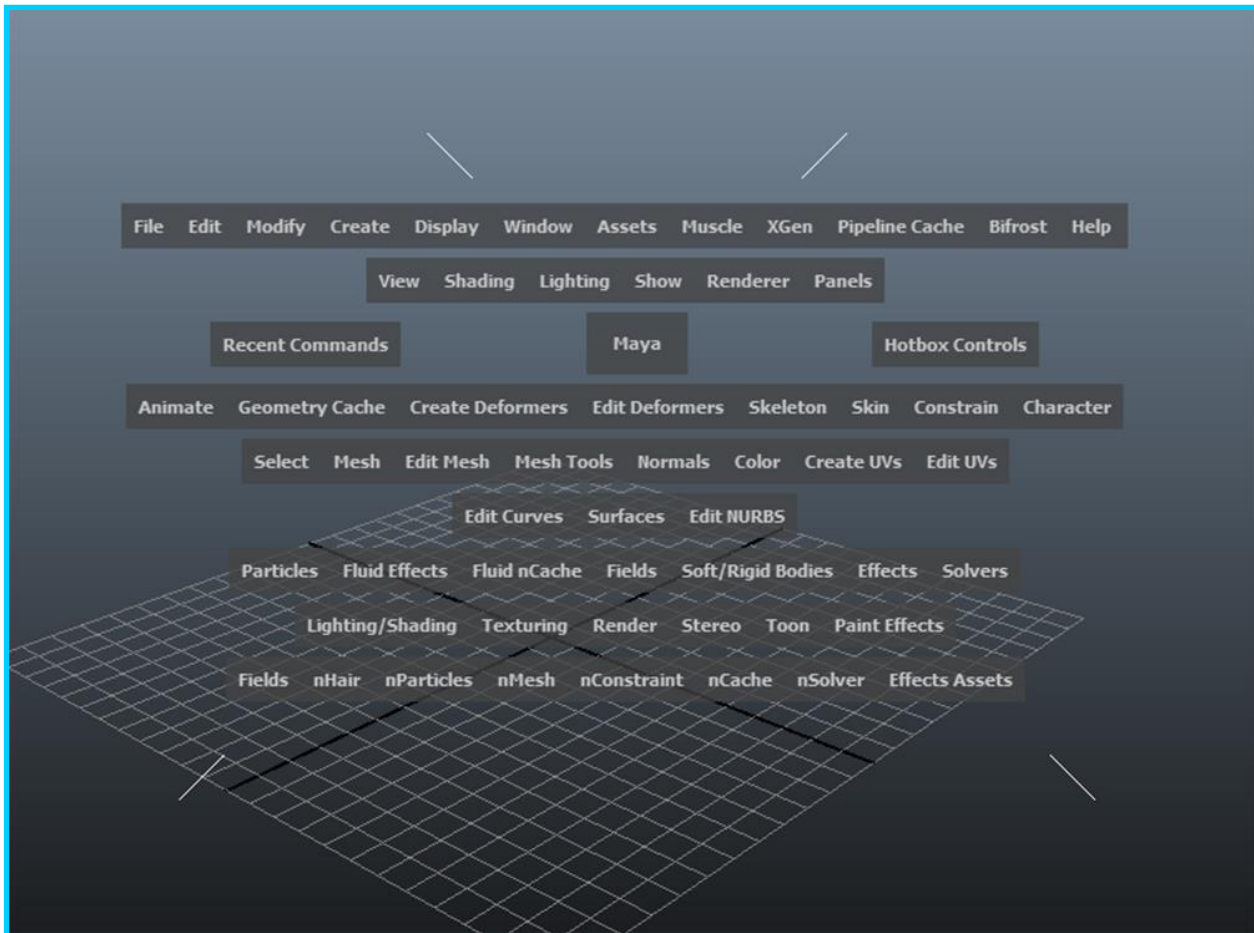 File Edit Modify Create Display Window Assets Muscle XGen Pipeline Cache Bifrost Help
View Shading Lighting Show Renderer Panels
Recent Commands Maya Hotbox Controls
Animate Geometry Cache Create Deformers Edit Deformers Skeleton Skin Constrain Character
Select Mesh Edit Mesh Mesh Tools Normals Color Create UVs Edit UVs
Edit Curves Surfaces Edit NURBS
Particles Fluid Effects Fluid nCache Fields Soft/Rigid Bodies Effects Solvers
Lighting/Shading Texturing Render Stereo Toon Paint Effects
Fields nHair nParticles nMesh nConstraint nCache nSolver Effects Assets